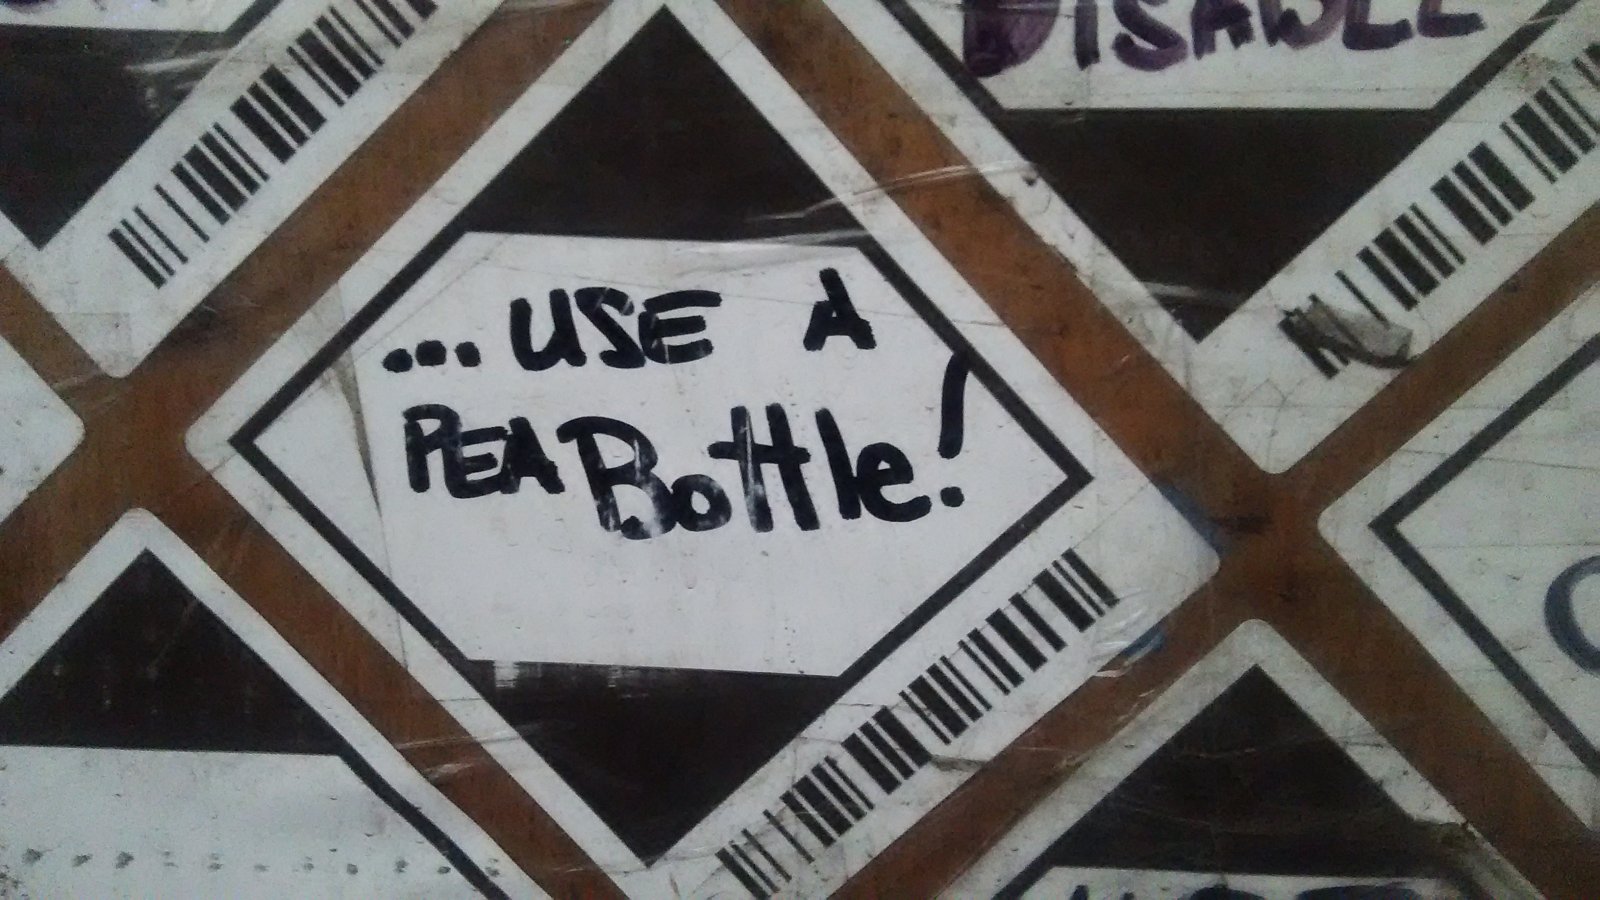 DISABLE
...USE A
PEA Bottle!